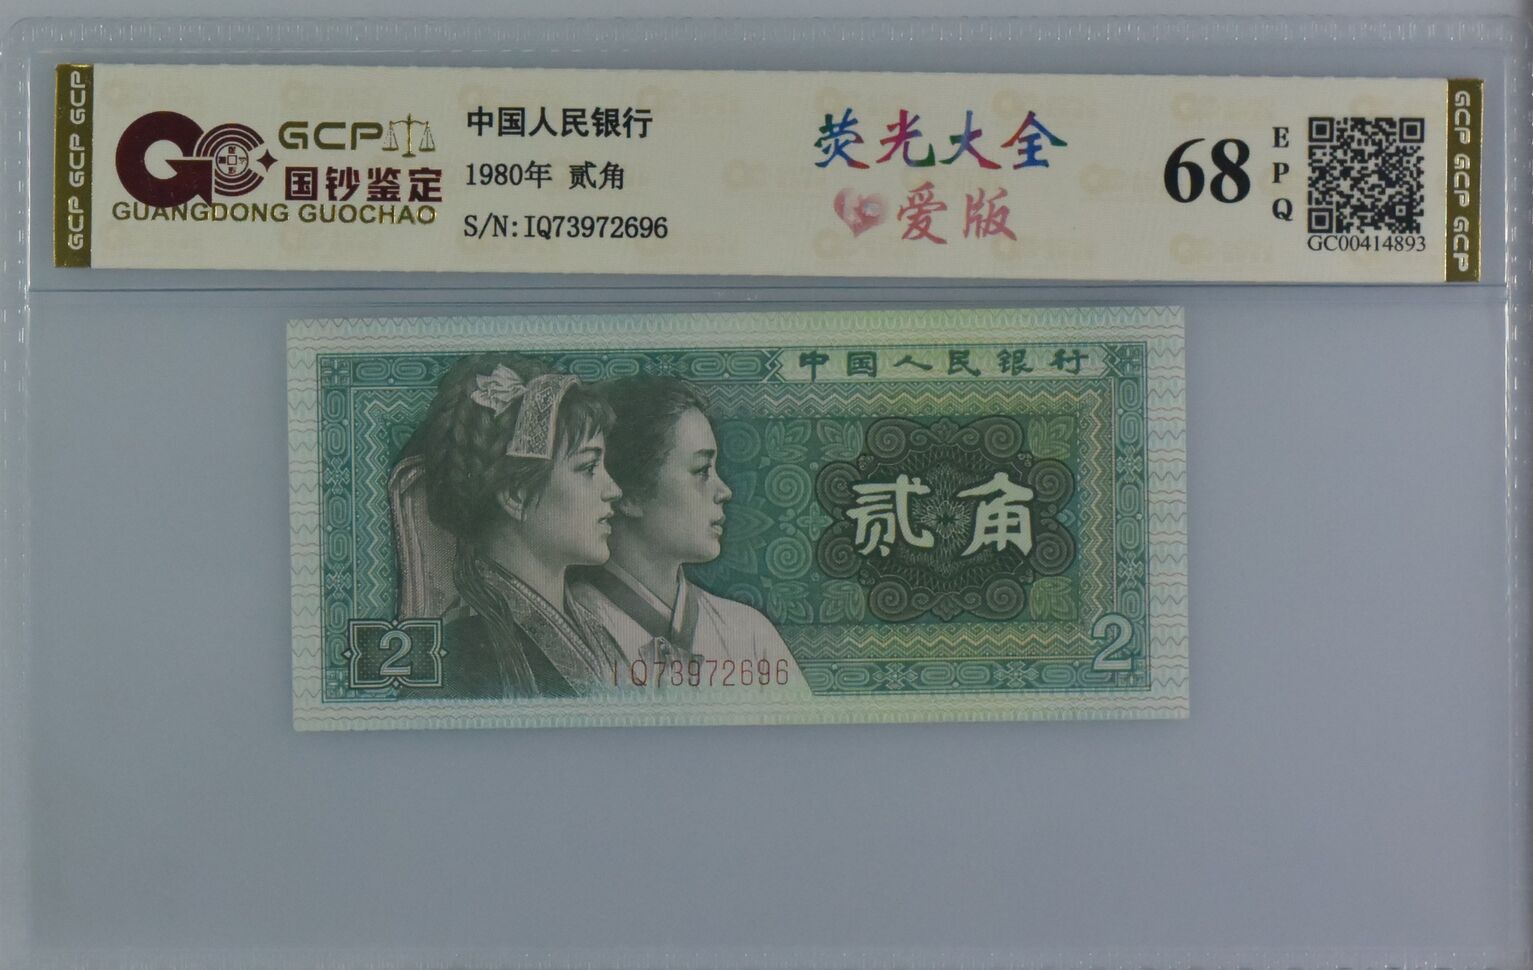 GCP GCP GCP
GCP
国钞鉴定
GUANGDONG GUOCHAO
中国人民银行
1980年 贰角
S/N:IQ73972696
荧光大全
爱版
68
EPQ
GC00414893
GCP GCP GCP
中国人民银行
贰角
2
2
IQ73972696